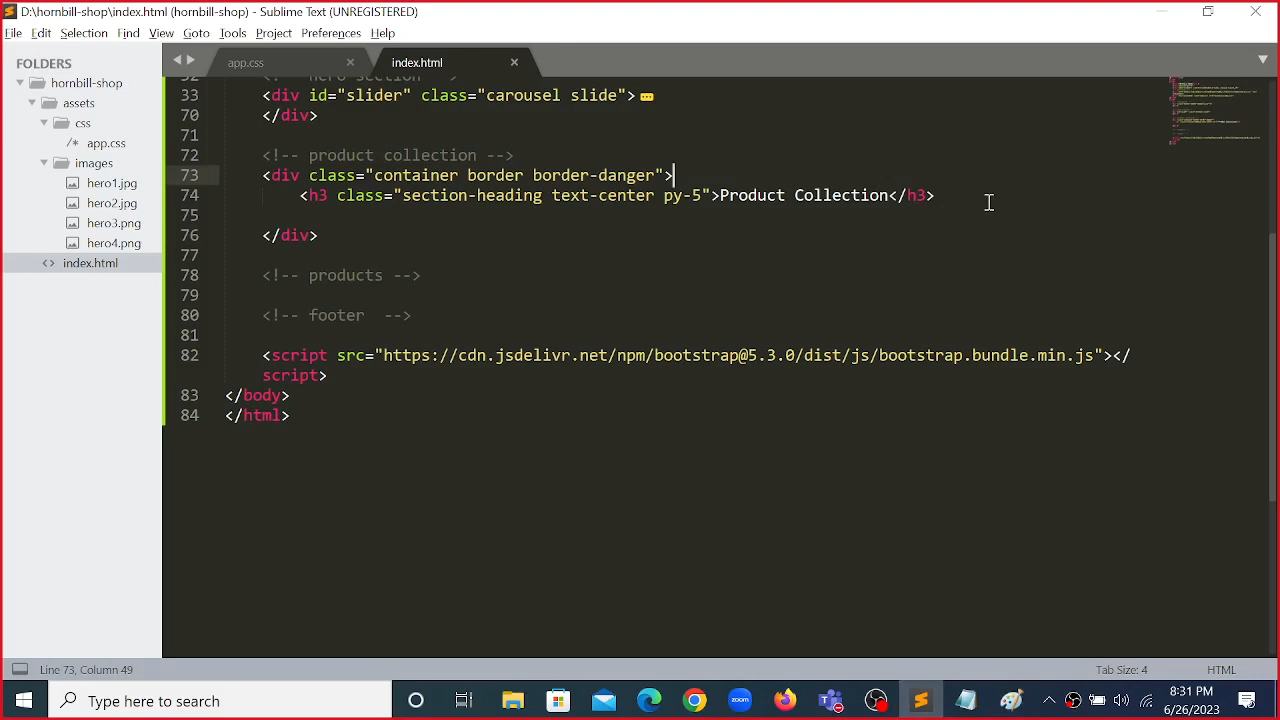 D:\hornbill-shop\index.html (hornbill-shop) - Sublime Text (UNREGISTERED)
File Edit Selection Find View Goto Tools Project Preferences Help
FOLDERS
hornbill-shop
assets
css
app.css
images
hero1.jpg
hero2.jpg
hero3.png
hero4.png
index.html
app.css
index.html
33 <div id="slider" class="carousel slide">
70 </div>
71
72 <!-- product collection -->
73 <div class="container border border-danger">
74 <h3 class="section-heading text-center py-5">Product Collection</h3>
75
76 </div>
77
78 <!-- products -->
79
80 <!-- footer  -->
81
82 <script src="https://cdn.jsdelivr.net/npm/bootstrap@5.3.0/dist/js/bootstrap.bundle.min.js"></
script>
83 </body>
84 </html>
Line 73, Column 49
Tab Size: 4
HTML
Type here to search
zoom
8:31 PM
6/26/2023